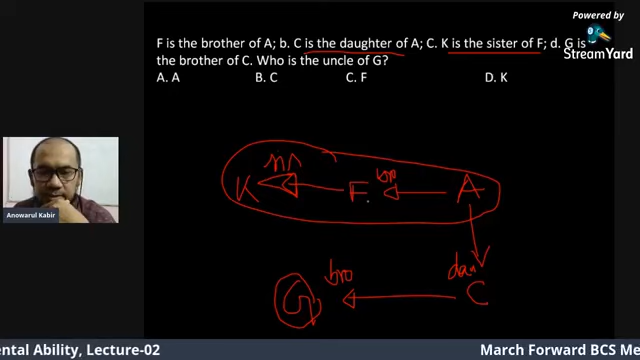 Powered by
StreamYard
F is the brother of A; b. C is the daughter of A; C. K is the sister of F; d. G is
the brother of C. Who is the uncle of G?
A. A B. C C. F D. K
K F bro A
G bro dau C
Anowarul Kabir
ental Ability, Lecture-02 March Forward BCS Me